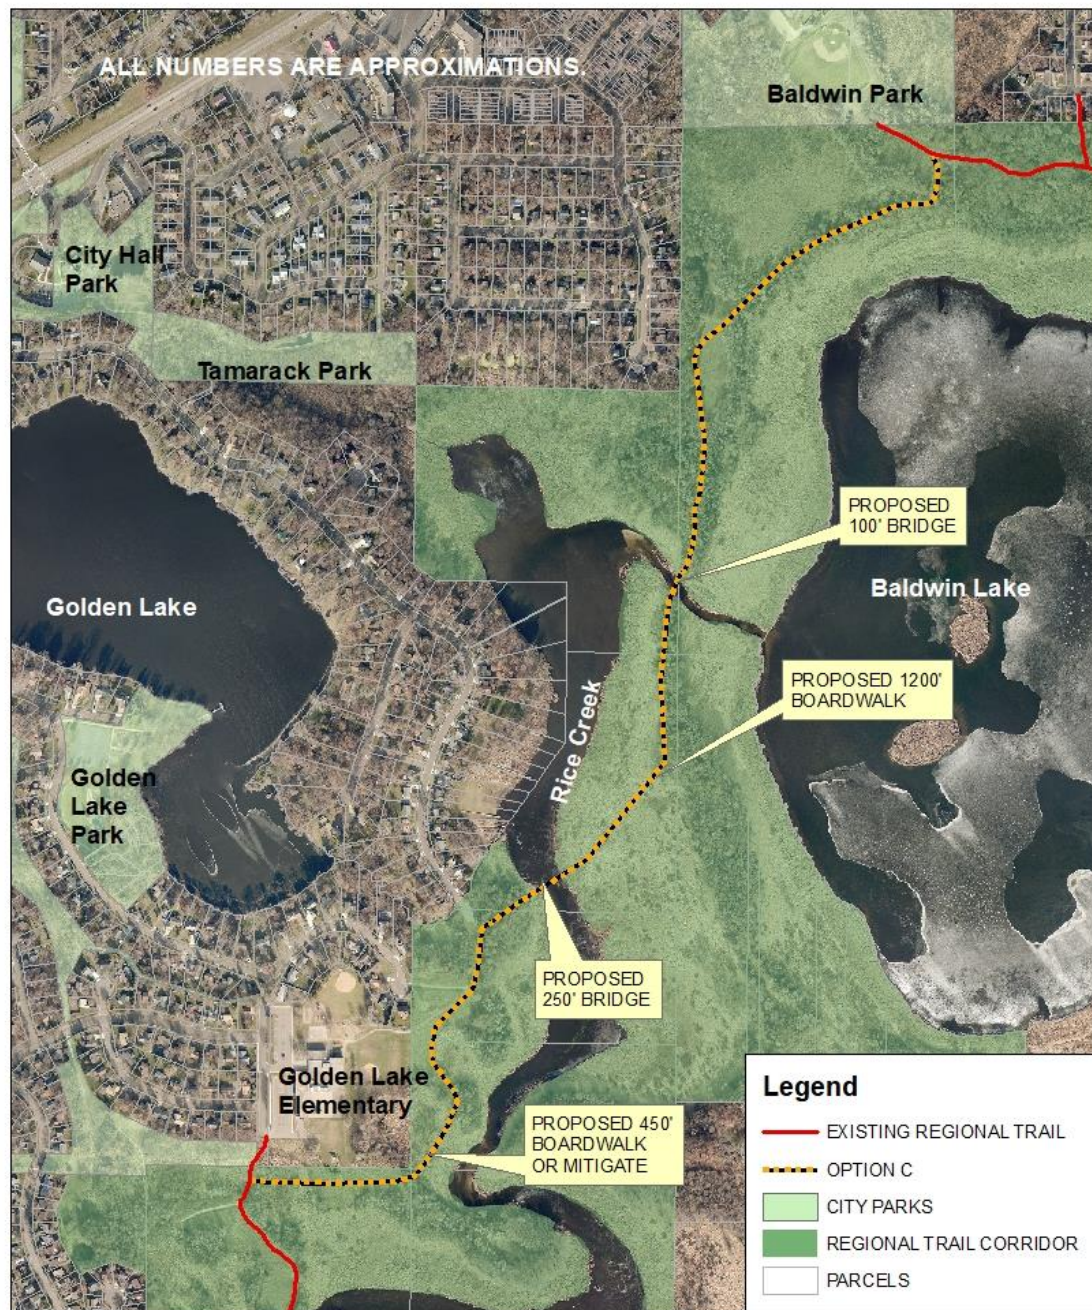 ALL NUMBERS ARE APPROXIMATIONS.
Baldwin Park
City Hall
Park
Tamarack Park
PROPOSED
100' BRIDGE
Golden Lake
Baldwin Lake
PROPOSED 1200'
BOARDWALK
Rice Creek
Golden
Lake
Park
PROPOSED
250' BRIDGE
Golden Lake
Elementary
PROPOSED 450'
BOARDWALK
OR MITIGATE
Legend
EXISTING REGIONAL TRAIL
OPTION C
CITY PARKS
REGIONAL TRAIL CORRIDOR
PARCELS